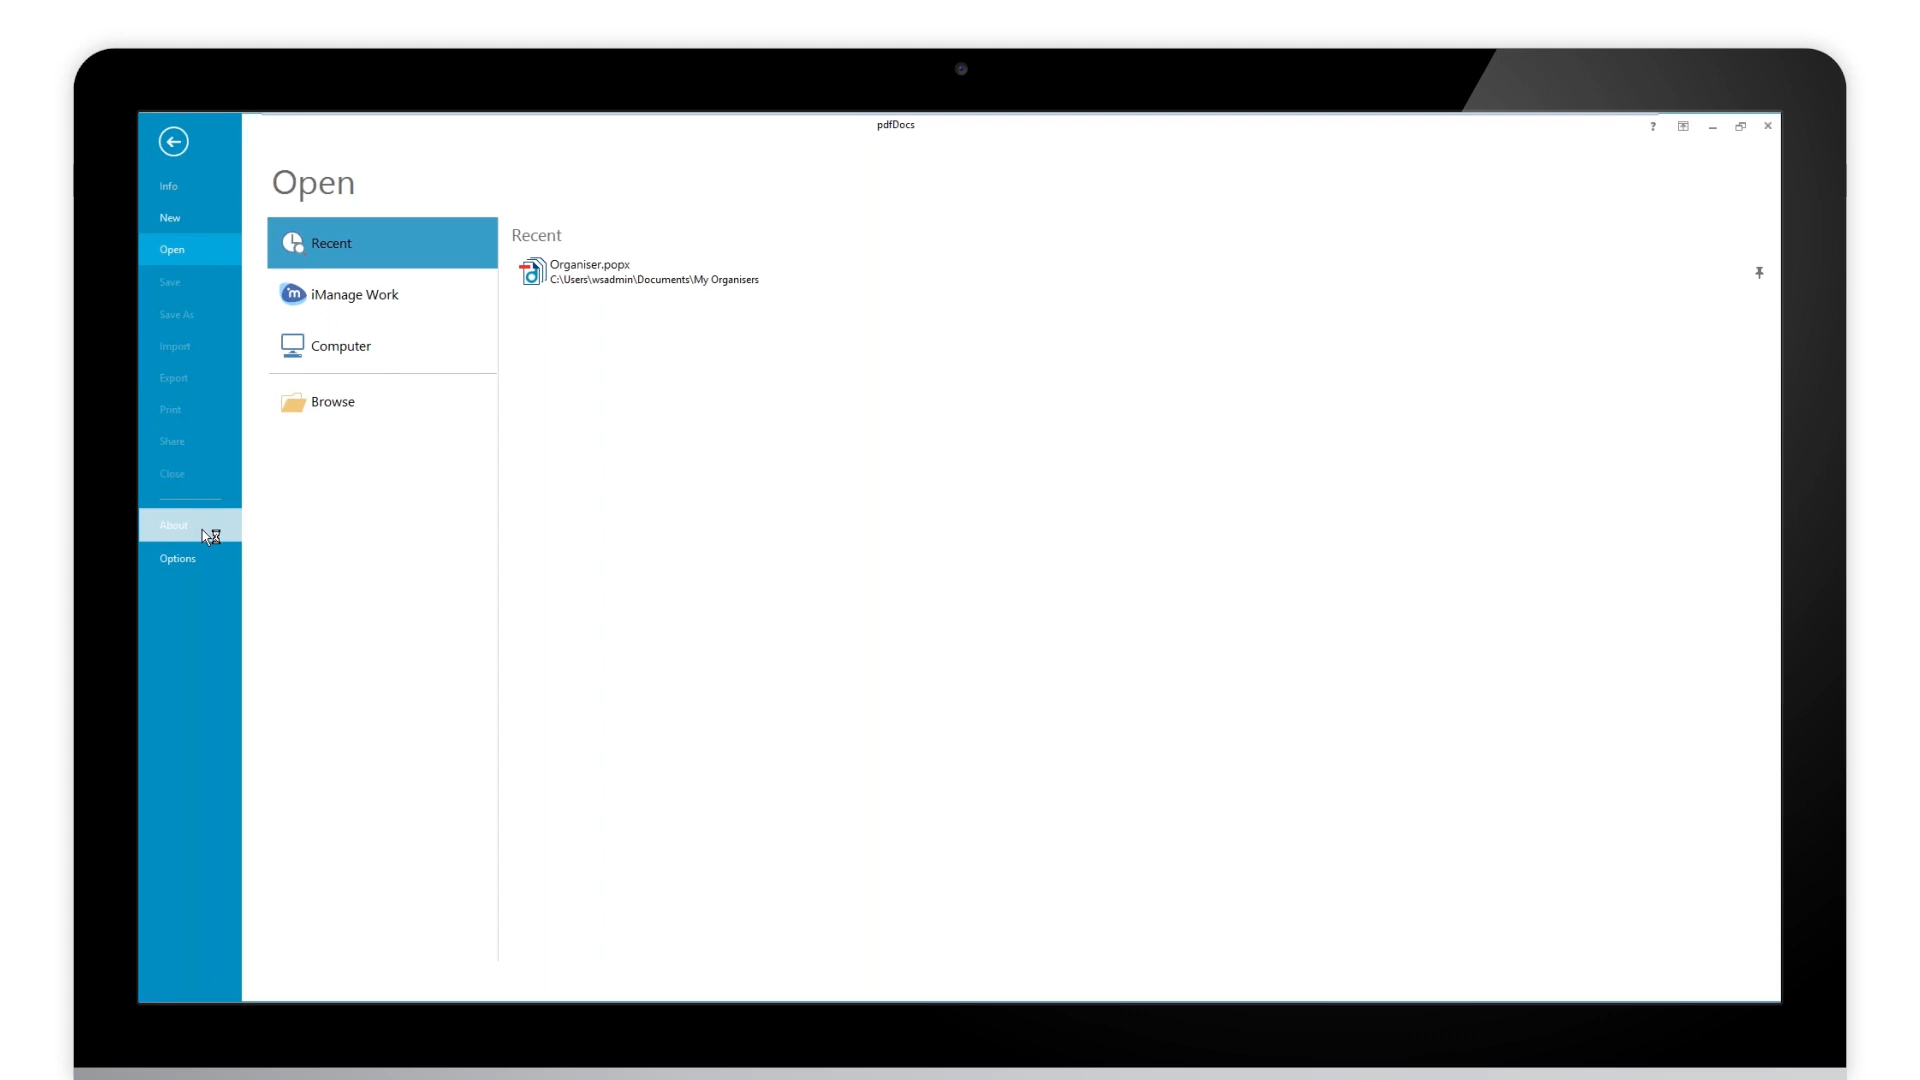 pdfDocs
?
Info
New
Open
Save
Save As
Import
Export
Print
Share
Close
About
Options
Open
Recent
m
iManage Work
Computer
Browse
Recent
Organiser.popx
C:\Users\wsadmin\Documents\My Organisers